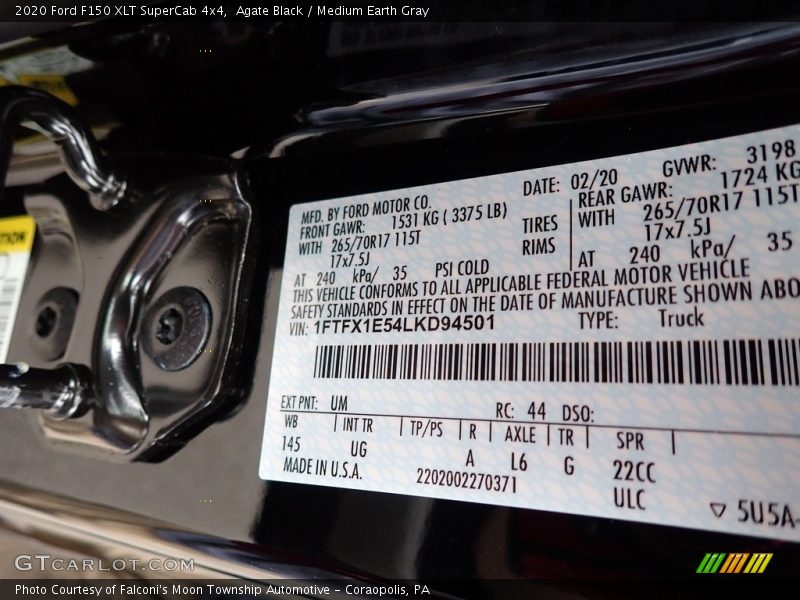 2020 Ford F150 XLT SuperCab 4x4, Agate Black / Medium Earth Gray
MFD. BY FORD MOTOR CO. DATE: 02/20 GVWR: 3198
FRONT GAWR: 1531 KG ( 3375 LB) REAR GAWR: 1724 KG
WITH 265/70R17 115T TIRES WITH 265/70R17 115T
17x7.5J RIMS 17x7.5J
AT 240 kPa/ 35 PSI COLD AT 240 kPa/ 35
THIS VEHICLE CONFORMS TO ALL APPLICABLE FEDERAL MOTOR VEHICLE
SAFETY STANDARDS IN EFFECT ON THE DATE OF MANUFACTURE SHOWN ABO
VIN: 1FTFX1E54LKD94501 TYPE: Truck
EXT PNT: UM RC: 44 DSO:
WB INT TR TP/PS R AXLE TR SPR
145 UG A L6 G 22CC
MADE IN U.S.A. 2202002270371 ULC
▽ 5U5A-
GTCARLOT.COM
Photo Courtesy of Falconi's Moon Township Automotive – Coraopolis, PA